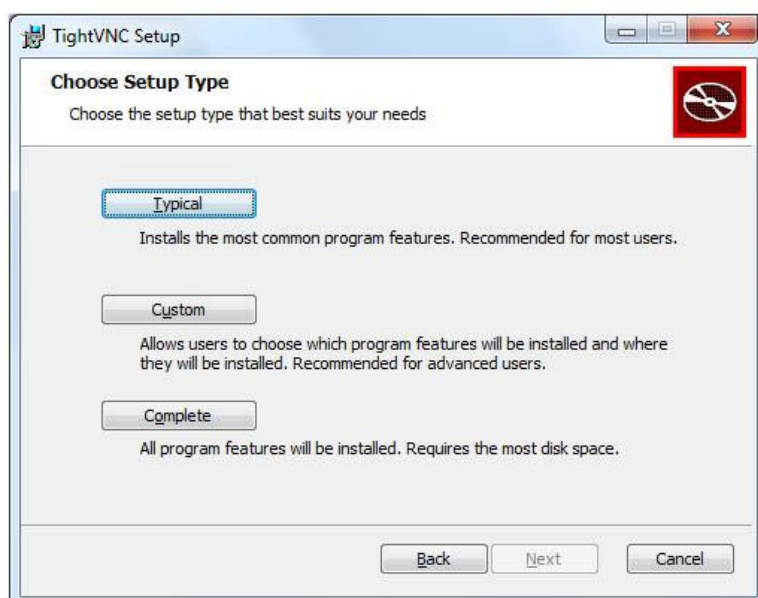 TightVNC Setup
Choose Setup Type
Choose the setup type that best suits your needs
Typical
Installs the most common program features. Recommended for most users.
Custom
Allows users to choose which program features will be installed and where
they will be installed. Recommended for advanced users.
Complete
All program features will be installed. Requires the most disk space.
Back Next Cancel